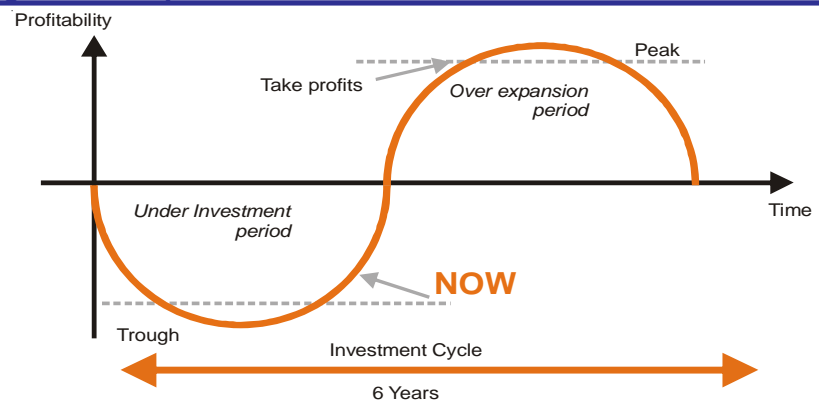 Profitability
Peak
Take profits
Over expansion
period
Under Investment
period
Time
NOW
Trough
Investment Cycle
6 Years